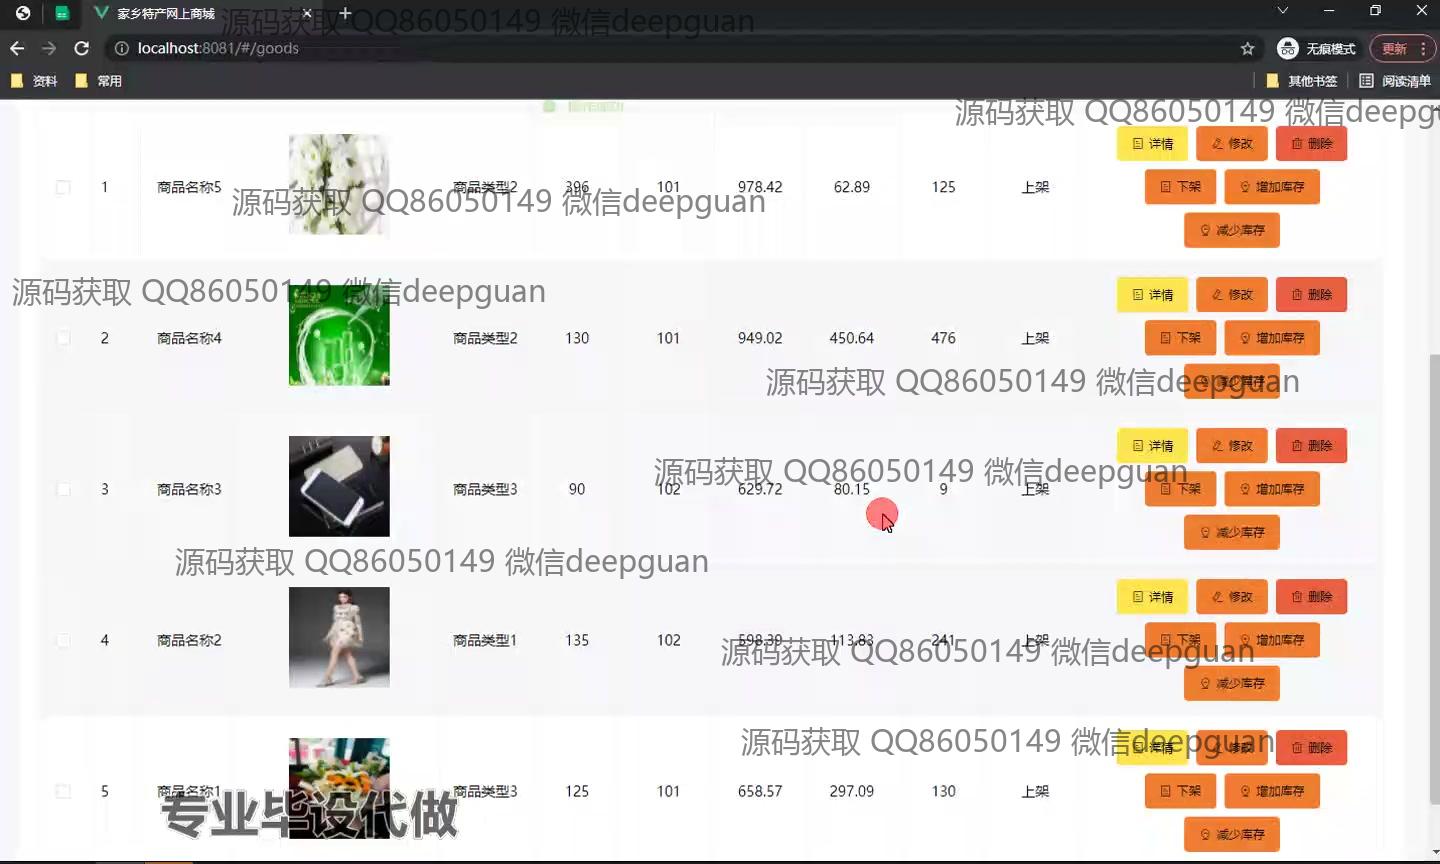 家乡特产网上商城
源码获取 QQ86050149 微信deepguan
localhost:8081/#/goods
无痕模式
更新
资料
常用
其他书签
阅读清单
操作成功
源码获取 QQ86050149 微信deepgu
详情 修改 删除
1 商品名称5 商品类型2 396 101 978.42 62.89 125 上架 下架 增加库存
源码获取 QQ86050149 微信deepguan
减少库存
源码获取 QQ86050149 微信deepguan
详情 修改 删除
2 商品名称4 商品类型2 130 101 949.02 450.64 476 上架 下架 增加库存
源码获取 QQ86050149 微信deepguan
减少库存
详情 修改 删除
源码获取 QQ86050149 微信deepguan
3 商品名称3 商品类型3 90 102 629.72 80.15 9 上架 下架 增加库存
减少库存
源码获取 QQ86050149 微信deepguan
详情 修改 删除
4 商品名称2 商品类型1 135 102 598.39 113.83 241 上架 下架 增加库存
源码获取 QQ86050149 微信deepguan
减少库存
源码获取 QQ86050149 微信deepguan
详情 修改 删除
5 商品名称1 商品类型3 125 101 658.57 297.09 130 上架 下架 增加库存
专业毕设代做
减少库存